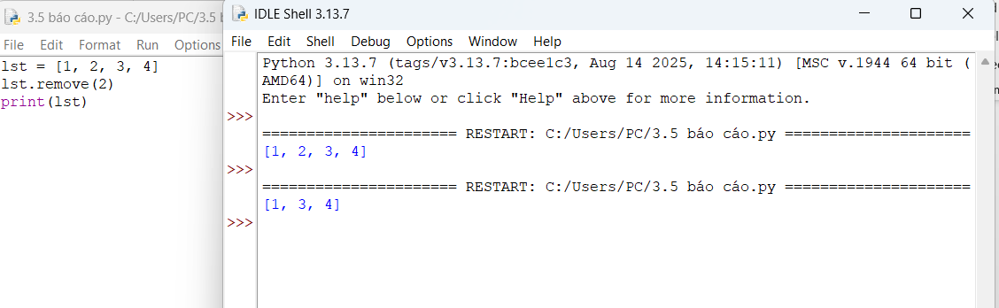 3.5 báo cáo.py - C:/Users/PC/3.5 b
File Edit Format Run Options
lst = [1, 2, 3, 4]
lst.remove(2)
print(lst)
IDLE Shell 3.13.7
File Edit Shell Debug Options Window Help
Python 3.13.7 (tags/v3.13.7:bcee1c3, Aug 14 2025, 14:15:11) [MSC v.1944 64 bit (
AMD64)] on win32
Enter "help" below or click "Help" above for more information.
>>>
====================== RESTART: C:/Users/PC/3.5 báo cáo.py =====================
[1, 2, 3, 4]
>>>
====================== RESTART: C:/Users/PC/3.5 báo cáo.py =====================
[1, 3, 4]
>>>